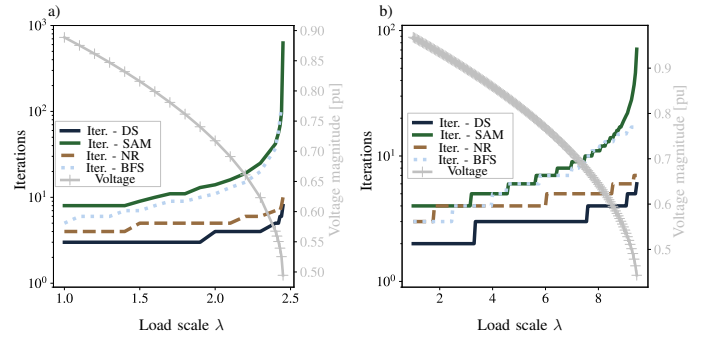 a)
10³
10²
10¹
10⁰
Iterations
Iter. - DS
Iter. - SAM
Iter. - NR
Iter. - BFS
Voltage
1.0 1.5 2.0 2.5
Load scale λ
0.90
0.85
0.80
0.75
0.70
0.65
0.60
0.55
0.50
Voltage magnitude [pu]
b)
10²
10¹
10⁰
Iterations
Iter. - DS
Iter. - SAM
Iter. - NR
Iter. - BFS
Voltage
2 4 6 8
Load scale λ
0.9
0.8
0.7
0.6
0.5
Voltage magnitude [pu]